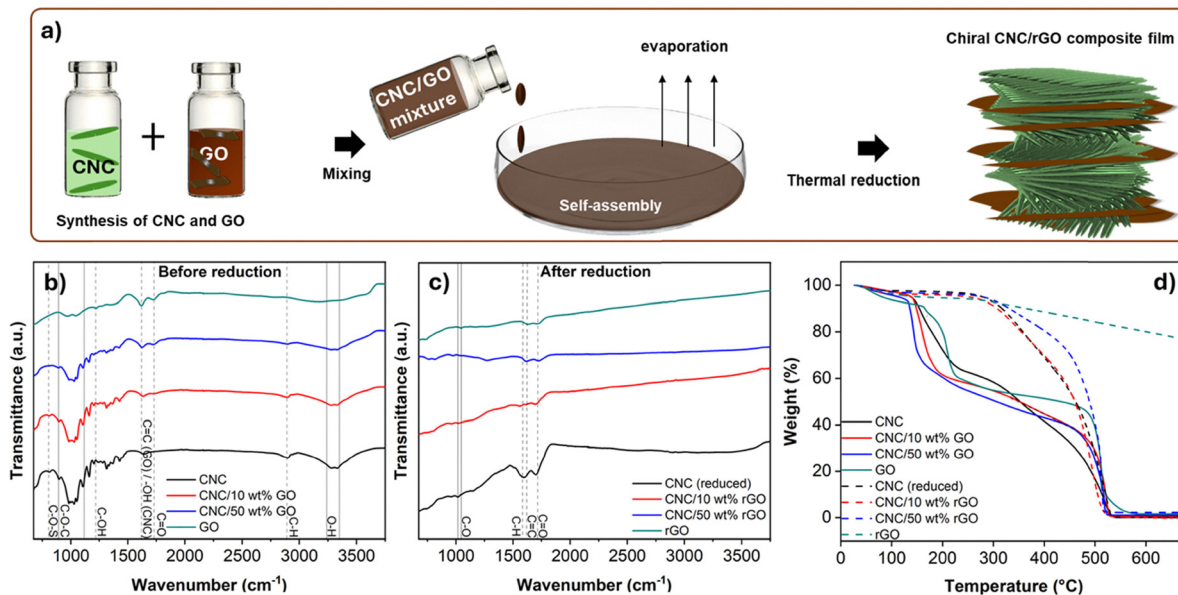 a)
CNC
GO
Synthesis of CNC and GO
Mixing
CNC/GO
mixture
evaporation
Self-assembly
Thermal reduction
Chiral CNC/rGO composite film
b)
Before reduction
Transmittance (a.u.)
C-O-S
C-O-C
C-OH
C=C (GO) / -OH (CNC)
C=O
C-H
O-H
CNC
CNC/10 wt% GO
CNC/50 wt% GO
GO
1000 1500 2000 2500 3000 3500
Wavenumber (cm-1)
c)
After reduction
Transmittance (a.u.)
C-O
C-H
C=C
C=O
CNC (reduced)
CNC/10 wt% rGO
CNC/50 wt% rGO
rGO
1000 1500 2000 2500 3000 3500
Wavenumber (cm-1)
d)
Weight (%)
100
80
60
40
20
0
CNC
CNC/10 wt% GO
CNC/50 wt% GO
GO
CNC (reduced)
CNC/10 wt% rGO
CNC/50 wt% rGO
rGO
0 100 200 300 400 500 600
Temperature (°C)